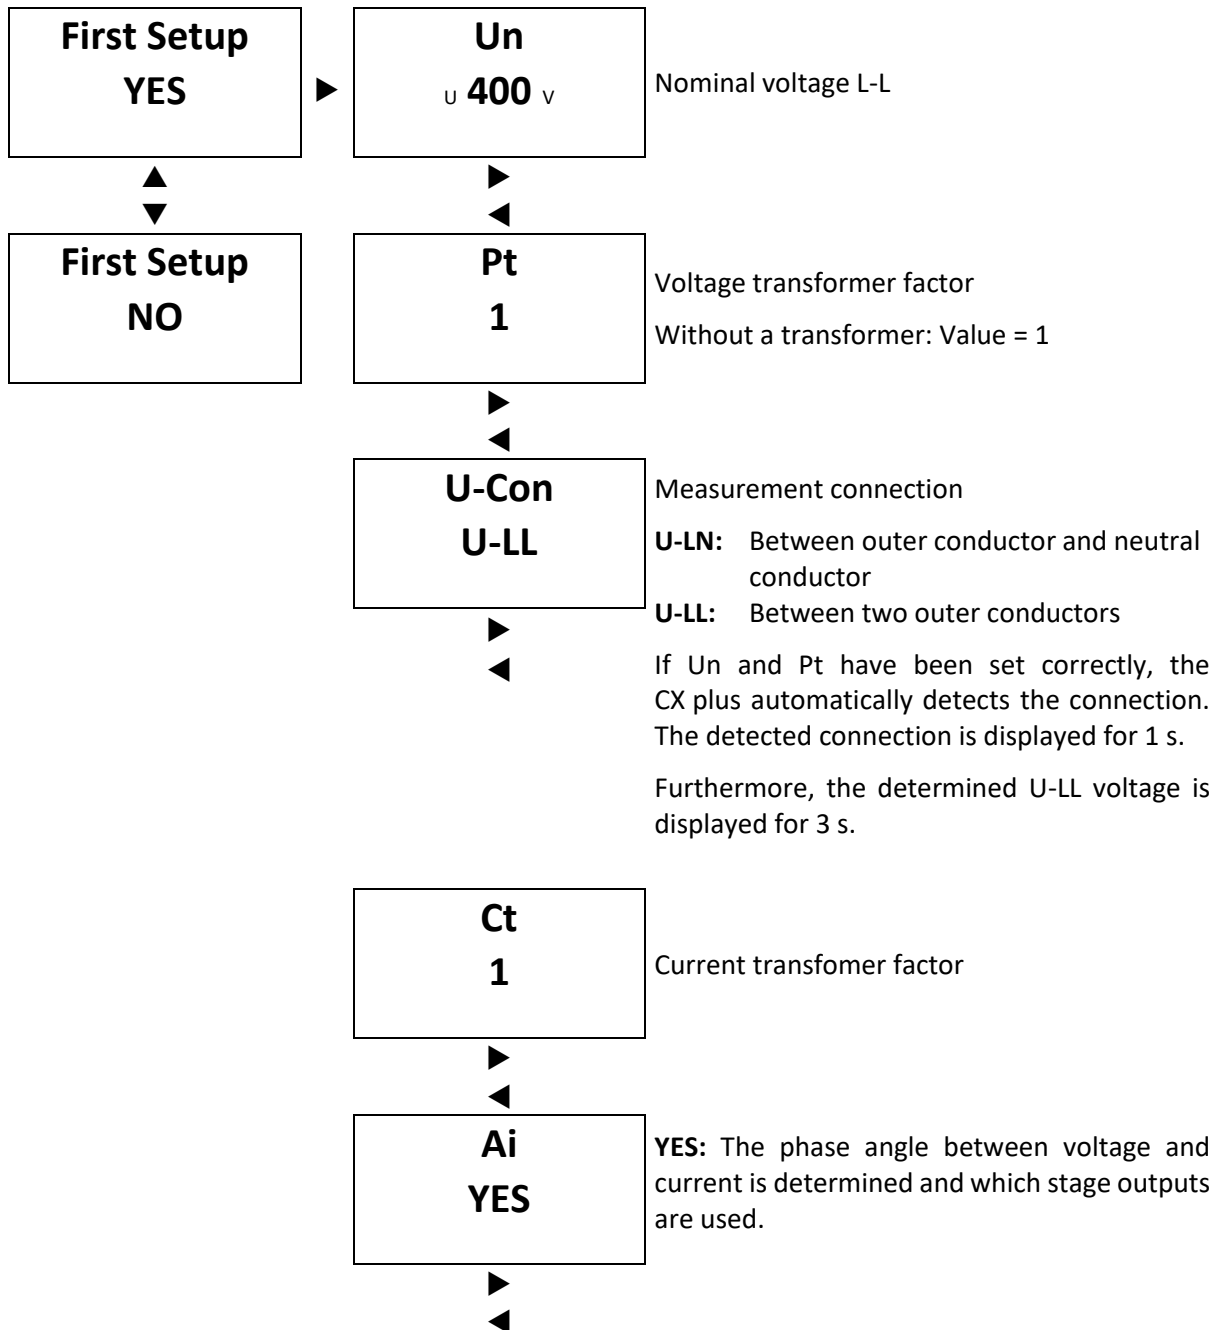 First Setup
YES
Un
U 400 V
Nominal voltage L-L
First Setup
NO
Pt
1
Voltage transformer factor
Without a transformer: Value = 1
U-Con
U-LL
Measurement connection
U-LN: Between outer conductor and neutral
conductor
U-LL: Between two outer conductors
If Un and Pt have been set correctly, the
CX plus automatically detects the connection.
The detected connection is displayed for 1 s.
Furthermore, the determined U-LL voltage is
displayed for 3 s.
Ct
1
Current transfomer factor
Ai
YES
YES: The phase angle between voltage and
current is determined and which stage outputs
are used.